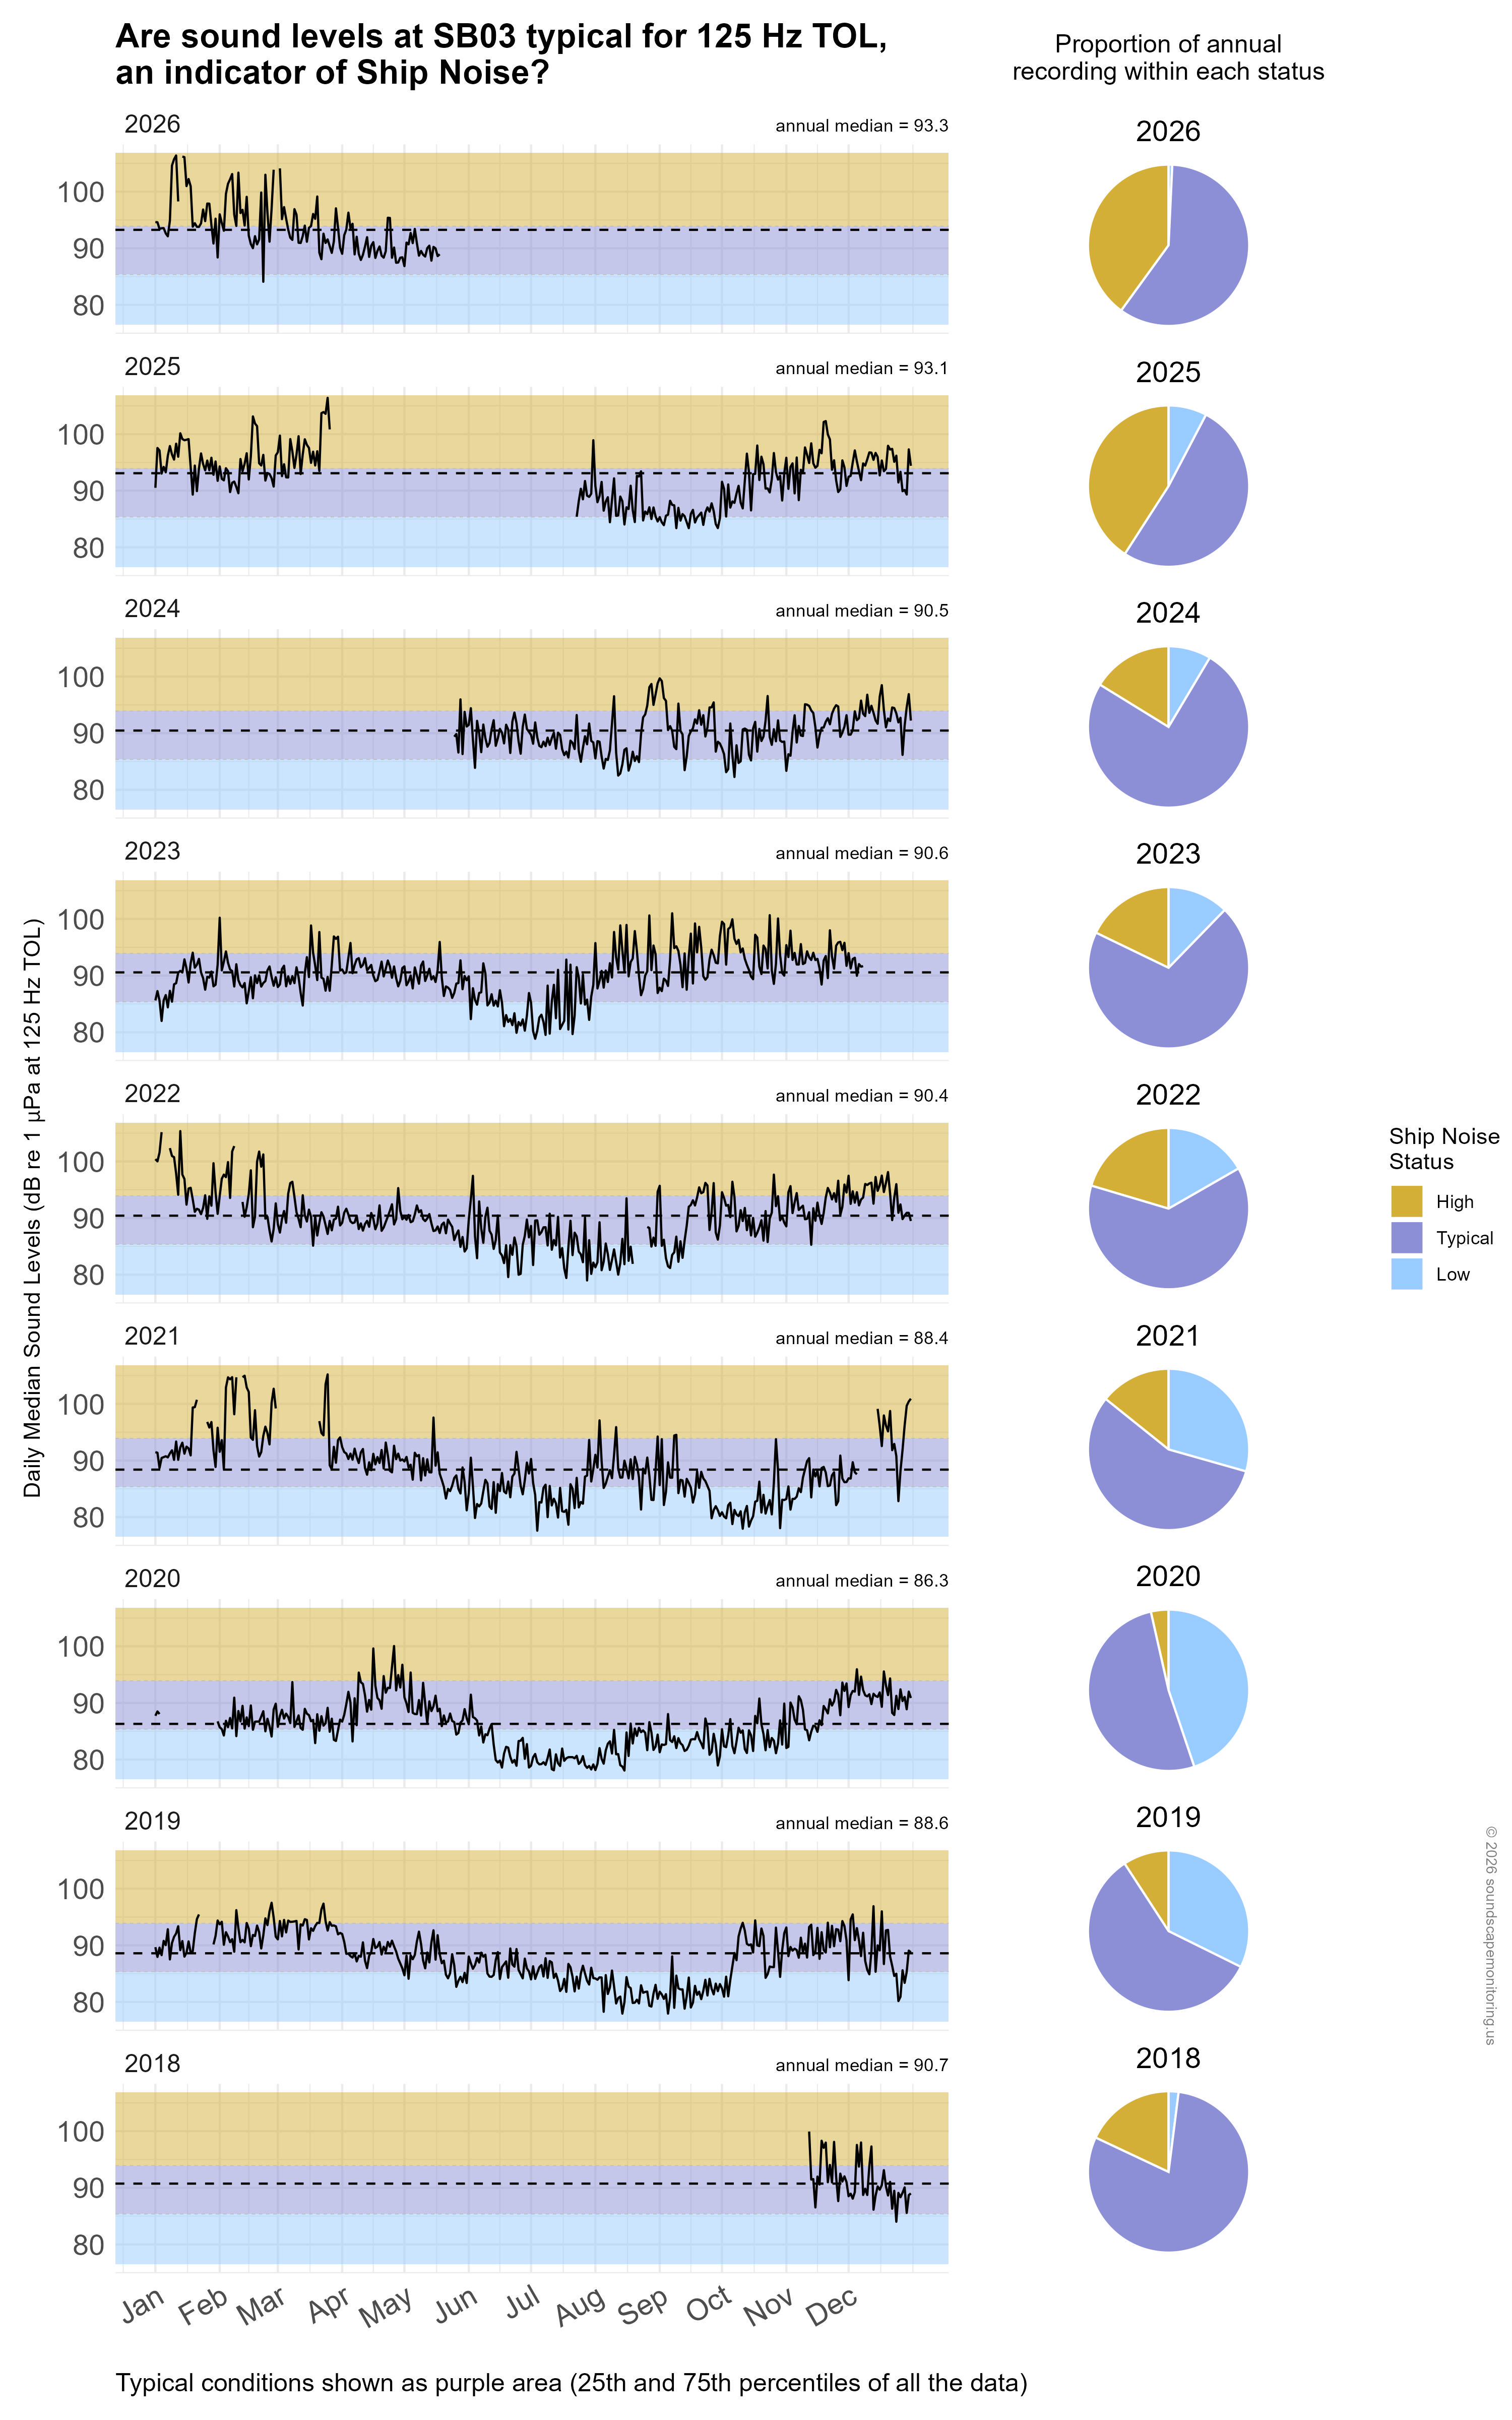 Are sound levels at SB03 typical for 125 Hz TOL,
an indicator of Ship Noise?
Proportion of annual
recording within each status
2026
annual median = 93.3
2026
100
90
80
2025
annual median = 93.1
2025
100
90
80
2024
annual median = 90.5
2024
100
90
80
2023
annual median = 90.6
2023
100
90
80
Daily Median Sound Levels (dB re 1 μPa at 125 Hz TOL)
2022
annual median = 90.4
2022
100
90
80
Ship Noise
Status
High
Typical
Low
2021
annual median = 88.4
2021
100
90
80
2020
annual median = 86.3
2020
100
90
80
2019
annual median = 88.6
2019
100
90
80
© 2026 soundscapemonitoring.us
2018
annual median = 90.7
2018
100
90
80
Jan Feb Mar Apr May Jun Jul Aug Sep Oct Nov Dec
Typical conditions shown as purple area (25th and 75th percentiles of all the data)